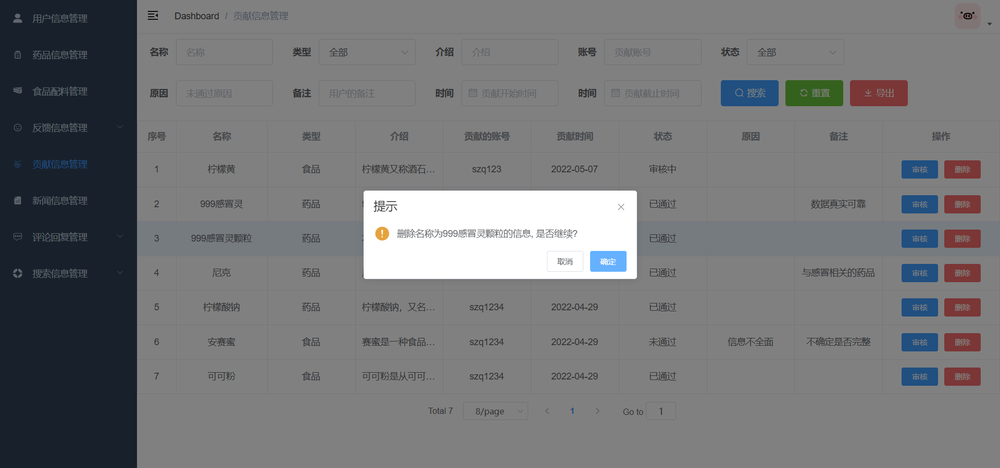 用户信息管理
药品信息管理
食品配料管理
反馈信息管理
贡献信息管理
新闻信息管理
评论回复管理
搜索信息管理
Dashboard / 贡献信息管理
名称 名称 类型 全部 介绍 介绍 账号 贡献账号 状态 全部
原因 未通过原因 备注 用户的备注 时间 贡献开始时间 时间 贡献截止时间 搜索 重置 导出
序号 名称 类型 介绍 贡献的账号 贡献时间 状态 原因 备注 操作
1 柠檬黄 食品 柠檬黄又称酒石... szq123 2022-05-07 审核中 审核 删除
2 999感冒灵 药品 已通过 数据真实可靠 审核 删除
3 999感冒灵颗粒 药品 已通过 审核 删除
4 尼克 药品 已通过 与感冒相关的药品 审核 删除
5 柠檬酸钠 药品 柠檬酸钠，又名... szq1234 2022-04-29 已通过 审核 删除
6 安赛蜜 食品 赛蜜是一种食品... szq1234 2022-04-29 未通过 信息不全面 不确定是否完整 审核 删除
7 可可粉 食品 可可粉是从可可... szq1234 2022-04-29 已通过 审核 删除
Total 7 8/page 1 Go to 1
提示
删除名称为999感冒灵颗粒的信息, 是否继续?
取消 确定